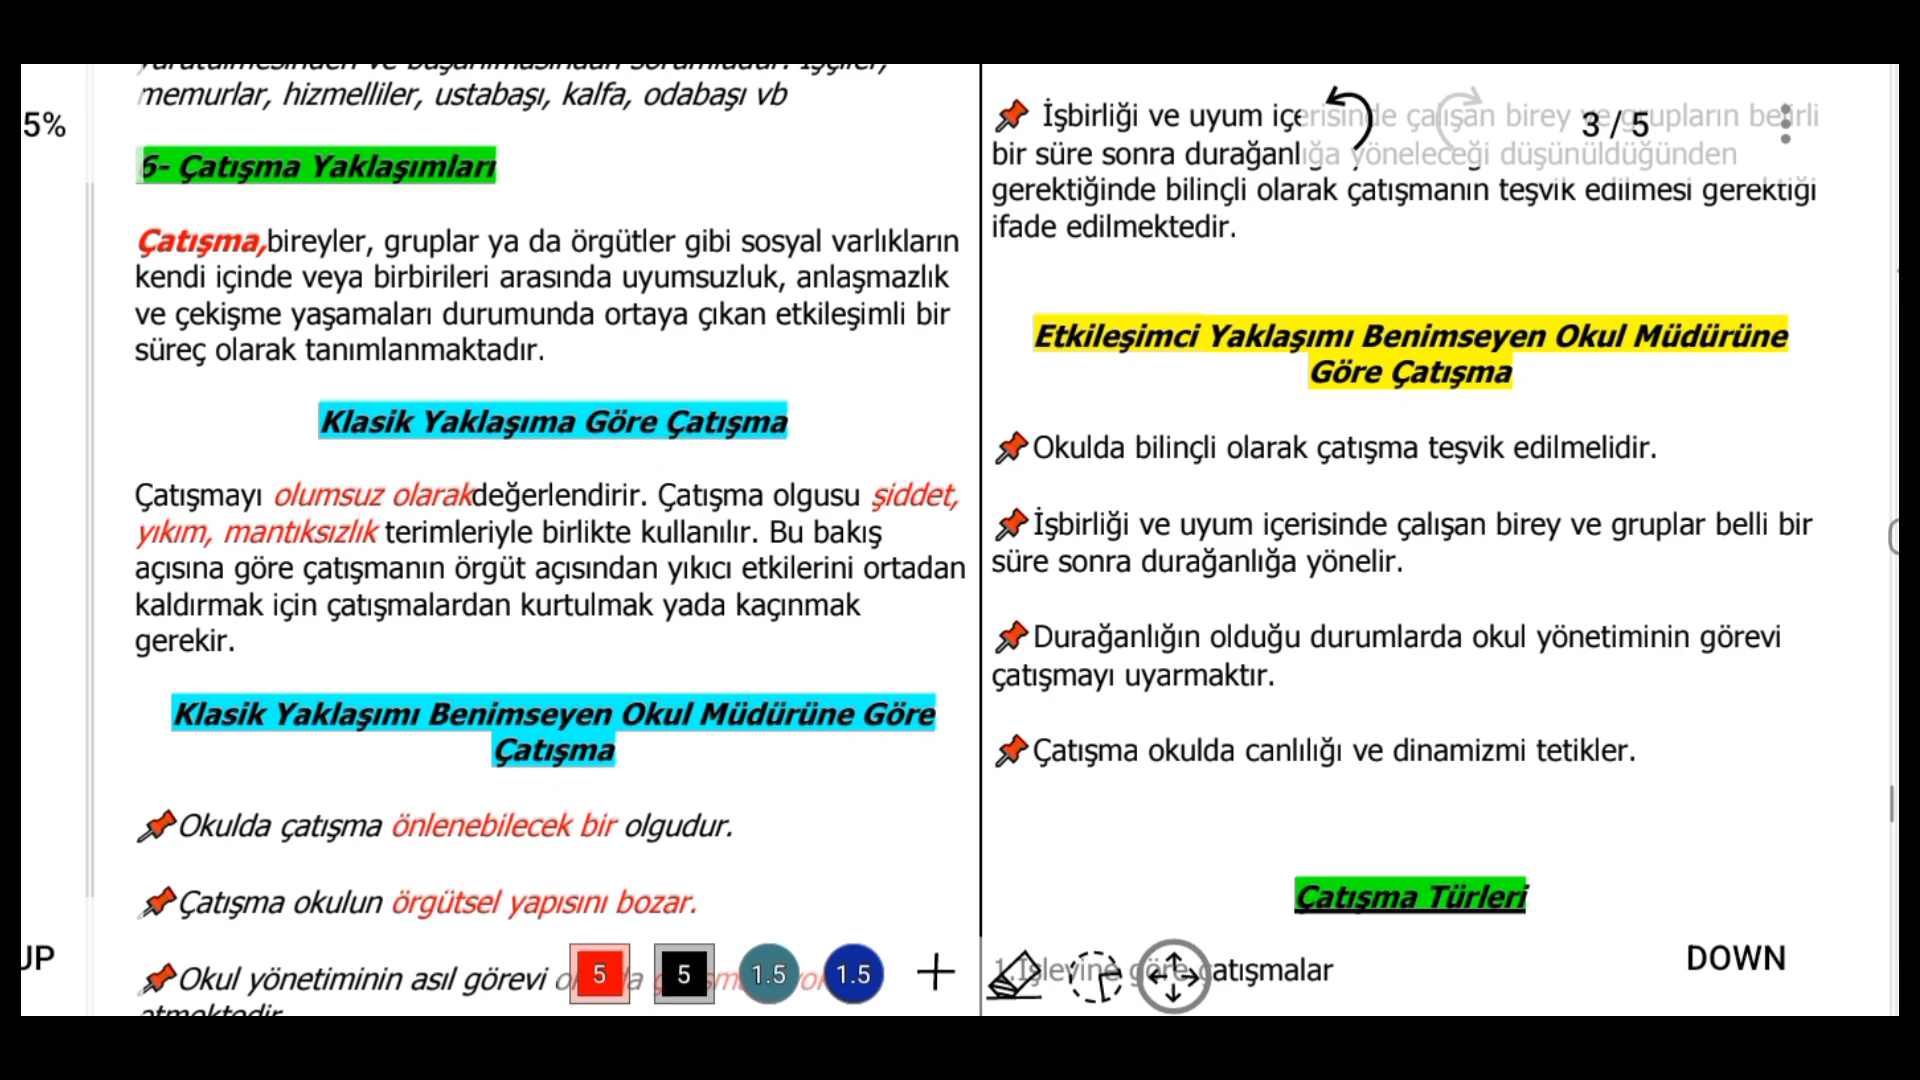 memurlar, hizmelliler, ustabaşı, kalfa, odabaşı vb
5%
6- Çatışma Yaklaşımları
Çatışma,bireyler, gruplar ya da örgütler gibi sosyal varlıkların
kendi içinde veya birbirileri arasında uyumsuzluk, anlaşmazlık
ve çekişme yaşamaları durumunda ortaya çıkan etkileşimli bir
süreç olarak tanımlanmaktadır.
Klasik Yaklaşıma Göre Çatışma
Çatışmayı olumsuz olarakdeğerlendirir. Çatışma olgusu şiddet,
yıkım, mantıksızlık terimleriyle birlikte kullanılır. Bu bakış
açısına göre çatışmanın örgüt açısından yıkıcı etkilerini ortadan
kaldırmak için çatışmalardan kurtulmak yada kaçınmak
gerekir.
Klasik Yaklaşımı Benimseyen Okul Müdürüne Göre
Çatışma
Okulda çatışma önlenebilecek bir olgudur.
Çatışma okulun örgütsel yapısını bozar.
Okul yönetiminin asıl görevi
UP
5
5
1.5
1.5
İşbirliği ve uyum içerisinde çalışan birey ve grupların belirli
3 / 5
bir süre sonra durağanlığa yöneleceği düşünüldüğünden
gerektiğinde bilinçli olarak çatışmanın teşvik edilmesi gerektiği
ifade edilmektedir.
Etkileşimci Yaklaşımı Benimseyen Okul Müdürüne
Göre Çatışma
Okulda bilinçli olarak çatışma teşvik edilmelidir.
İşbirliği ve uyum içerisinde çalışan birey ve gruplar belli bir
süre sonra durağanlığa yönelir.
Durağanlığın olduğu durumlarda okul yönetiminin görevi
çatışmayı uyarmaktır.
Çatışma okulda canlılığı ve dinamizmi tetikler.
Çatışma Türleri
1.İşlevine göre çatışmalar
DOWN